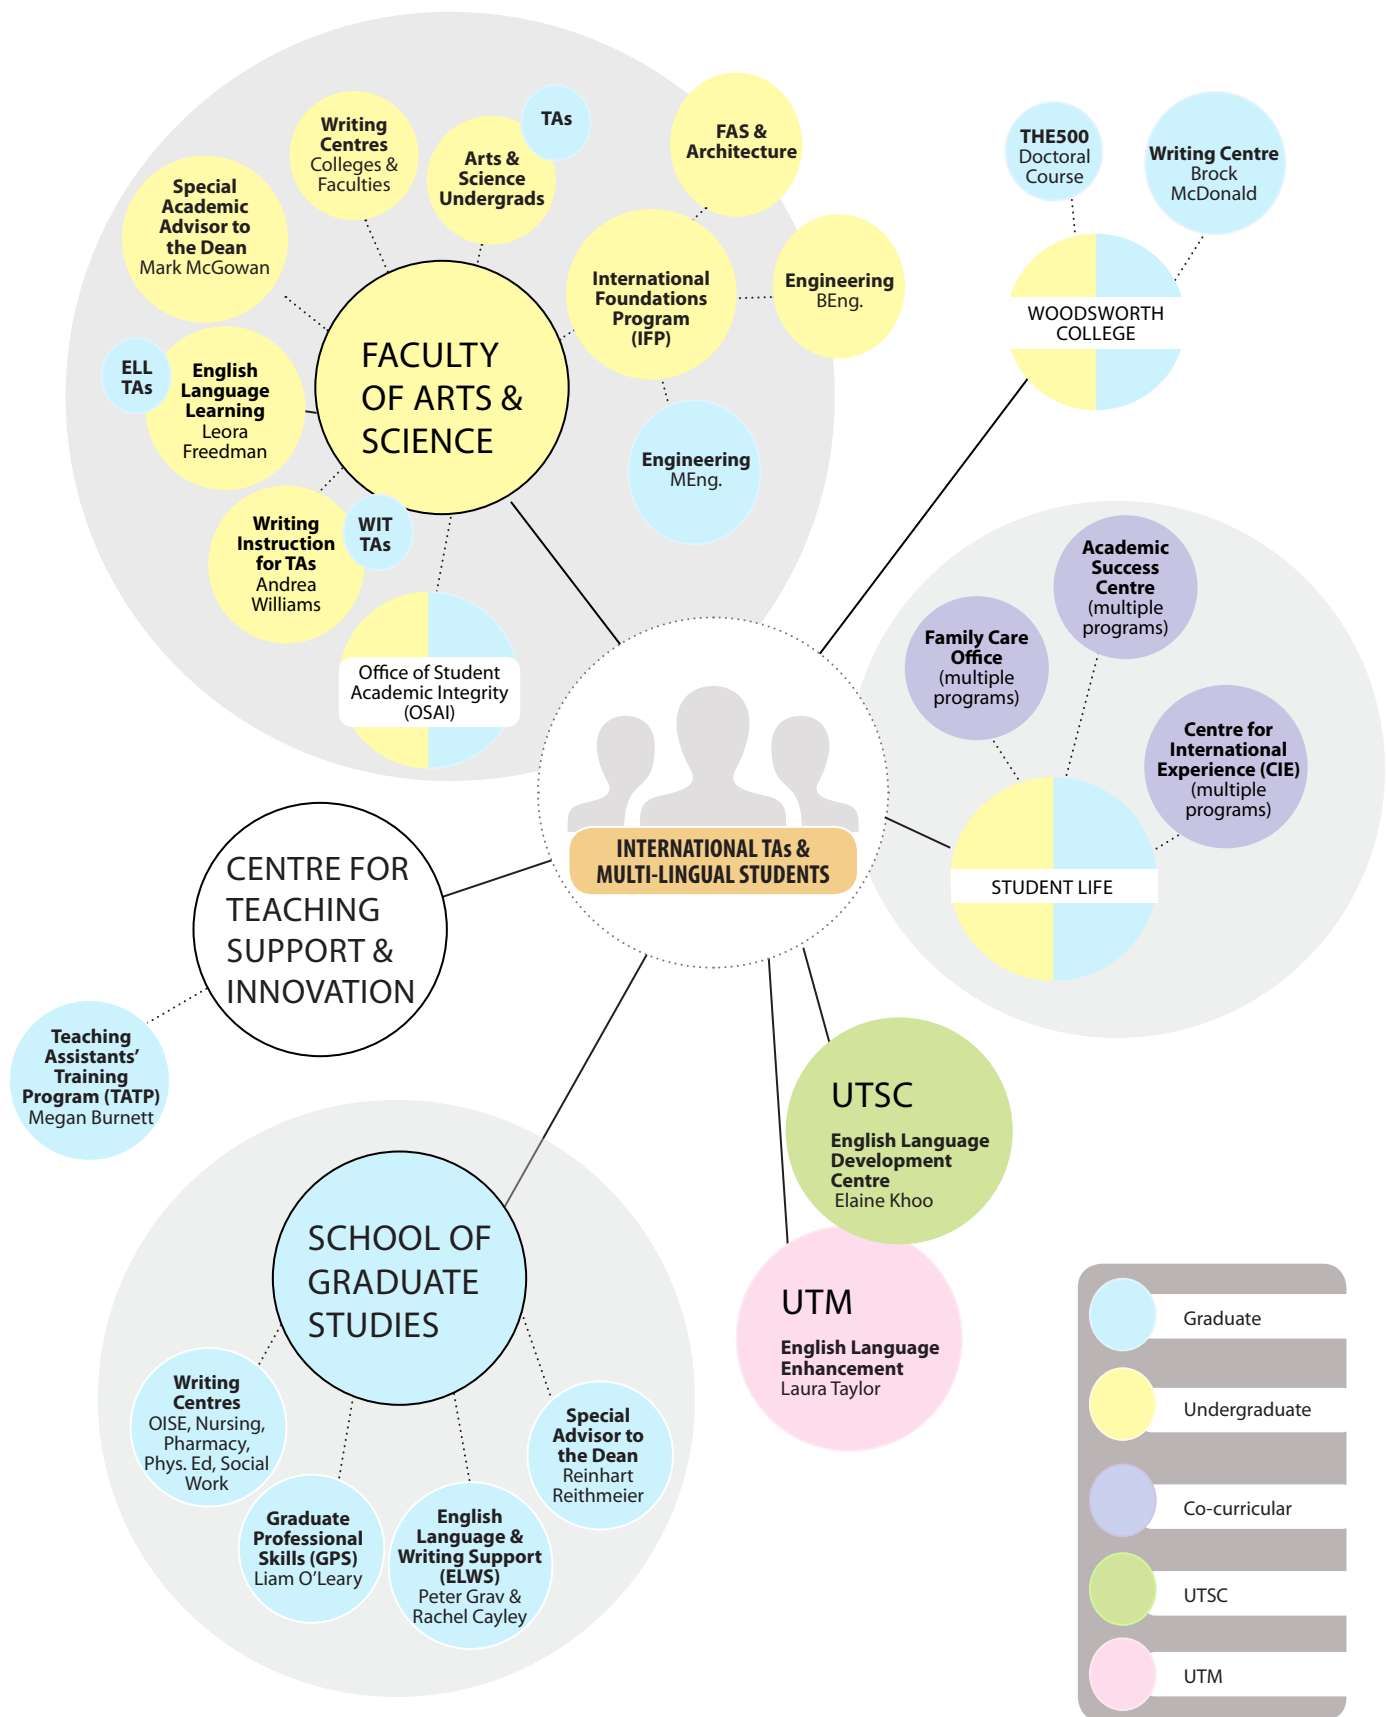 Writing
Centres
Colleges &
Faculties
TAs
Arts &
Science
Undergrads
FAS &
Architecture
Special
Academic
Advisor to
the Dean
Mark McGowan
International
Foundations
Program
(IFP)
Engineering
BEng.
Engineering
MEng.
ELL
TAs
English
Language
Learning
Leora
Freedman
FACULTY
OF ARTS &
SCIENCE
Writing
Instruction
for TAs
Andrea
Williams
WIT
TAs
Office of Student
Academic Integrity
(OSAI)
THE500
Doctoral
Course
Writing Centre
Brock
McDonald
WOODSWORTH
COLLEGE
Academic
Success
Centre
(multiple
programs)
Family Care
Office
(multiple
programs)
Centre for
International
Experience (CIE)
(multiple
programs)
STUDENT LIFE
INTERNATIONAL TAs &
MULTI-LINGUAL STUDENTS
CENTRE FOR
TEACHING
SUPPORT &
INNOVATION
Teaching
Assistants’
Training
Program (TATP)
Megan Burnett
UTSC
English Language
Development
Centre
Elaine Khoo
UTM
English Language
Enhancement
Laura Taylor
SCHOOL OF
GRADUATE
STUDIES
Writing
Centres
OISE, Nursing,
Pharmacy,
Phys. Ed, Social
Work
Graduate
Professional
Skills (GPS)
Liam O’Leary
English
Language &
Writing Support
(ELWS)
Peter Grav &
Rachel Cayley
Special
Advisor to
the Dean
Reinhart
Reithmeier
Graduate
Undergraduate
Co-curricular
UTSC
UTM